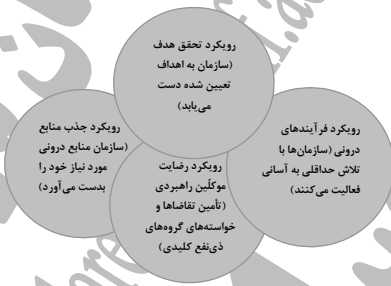 رویکرد تحقق هدف
(سازمان به اهداف
تعیین شده دست
می‌یابد)
رویکرد فرآیندهای
درونی (سازمان‌ها با
تلاش حداقلی به آسانی
فعالیت می‌کنند)
رویکرد رضایت
موکلّین راهبردی
(تأمین تقاضاها و
خواسته‌های گروه‌های
ذی‌نفع کلیدی)
رویکرد جذب منابع
(سازمان منابع درونی
مورد نیاز خود را
بدست می‌آورد)